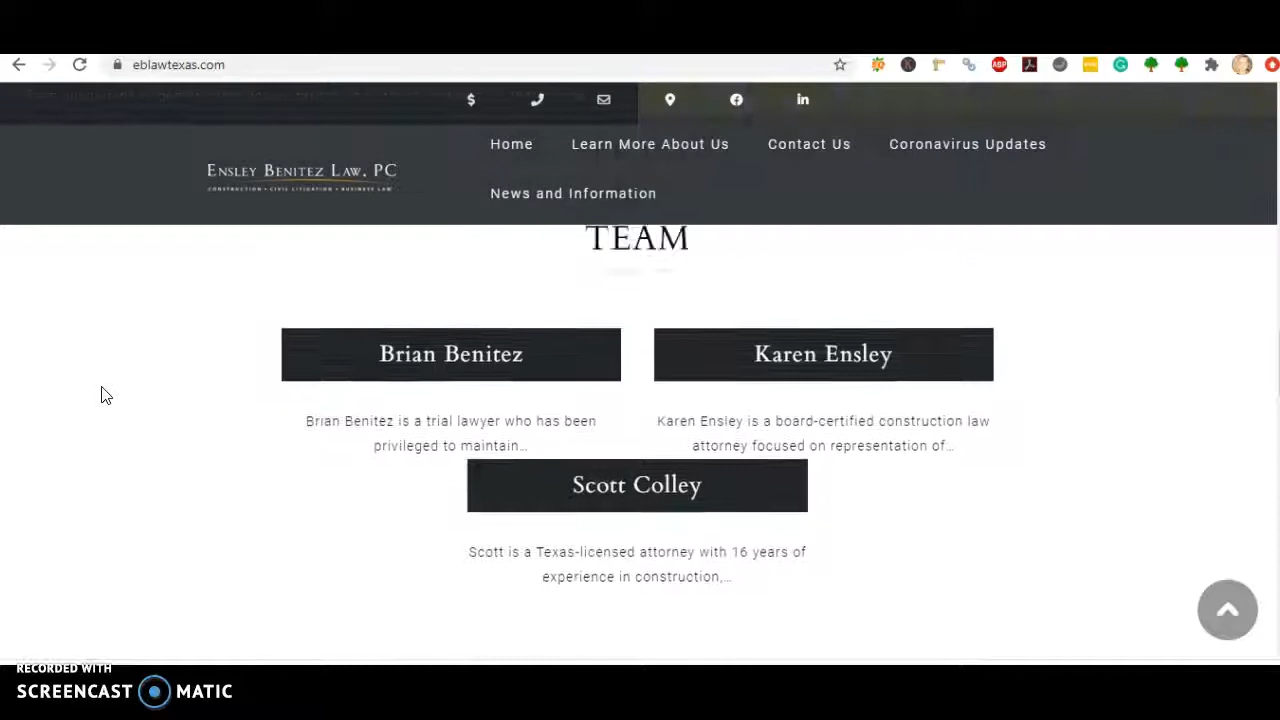 eblawtexas.com
ABP
Home
Learn More About Us
Contact Us
Coronavirus Updates
ENSLEY BENITEZ LAW, PC
CONSTRUCTION • CIVIL LITIGATION • BUSINESS LAW
News and Information
TEAM
Brian Benitez
Karen Ensley
Brian Benitez is a trial lawyer who has been
privileged to maintain...
Karen Ensley is a board-certified construction law
attorney focused on representation of...
Scott Colley
Scott is a Texas-licensed attorney with 16 years of
experience in construction,...
RECORDED WITH
SCREENCAST MATIC